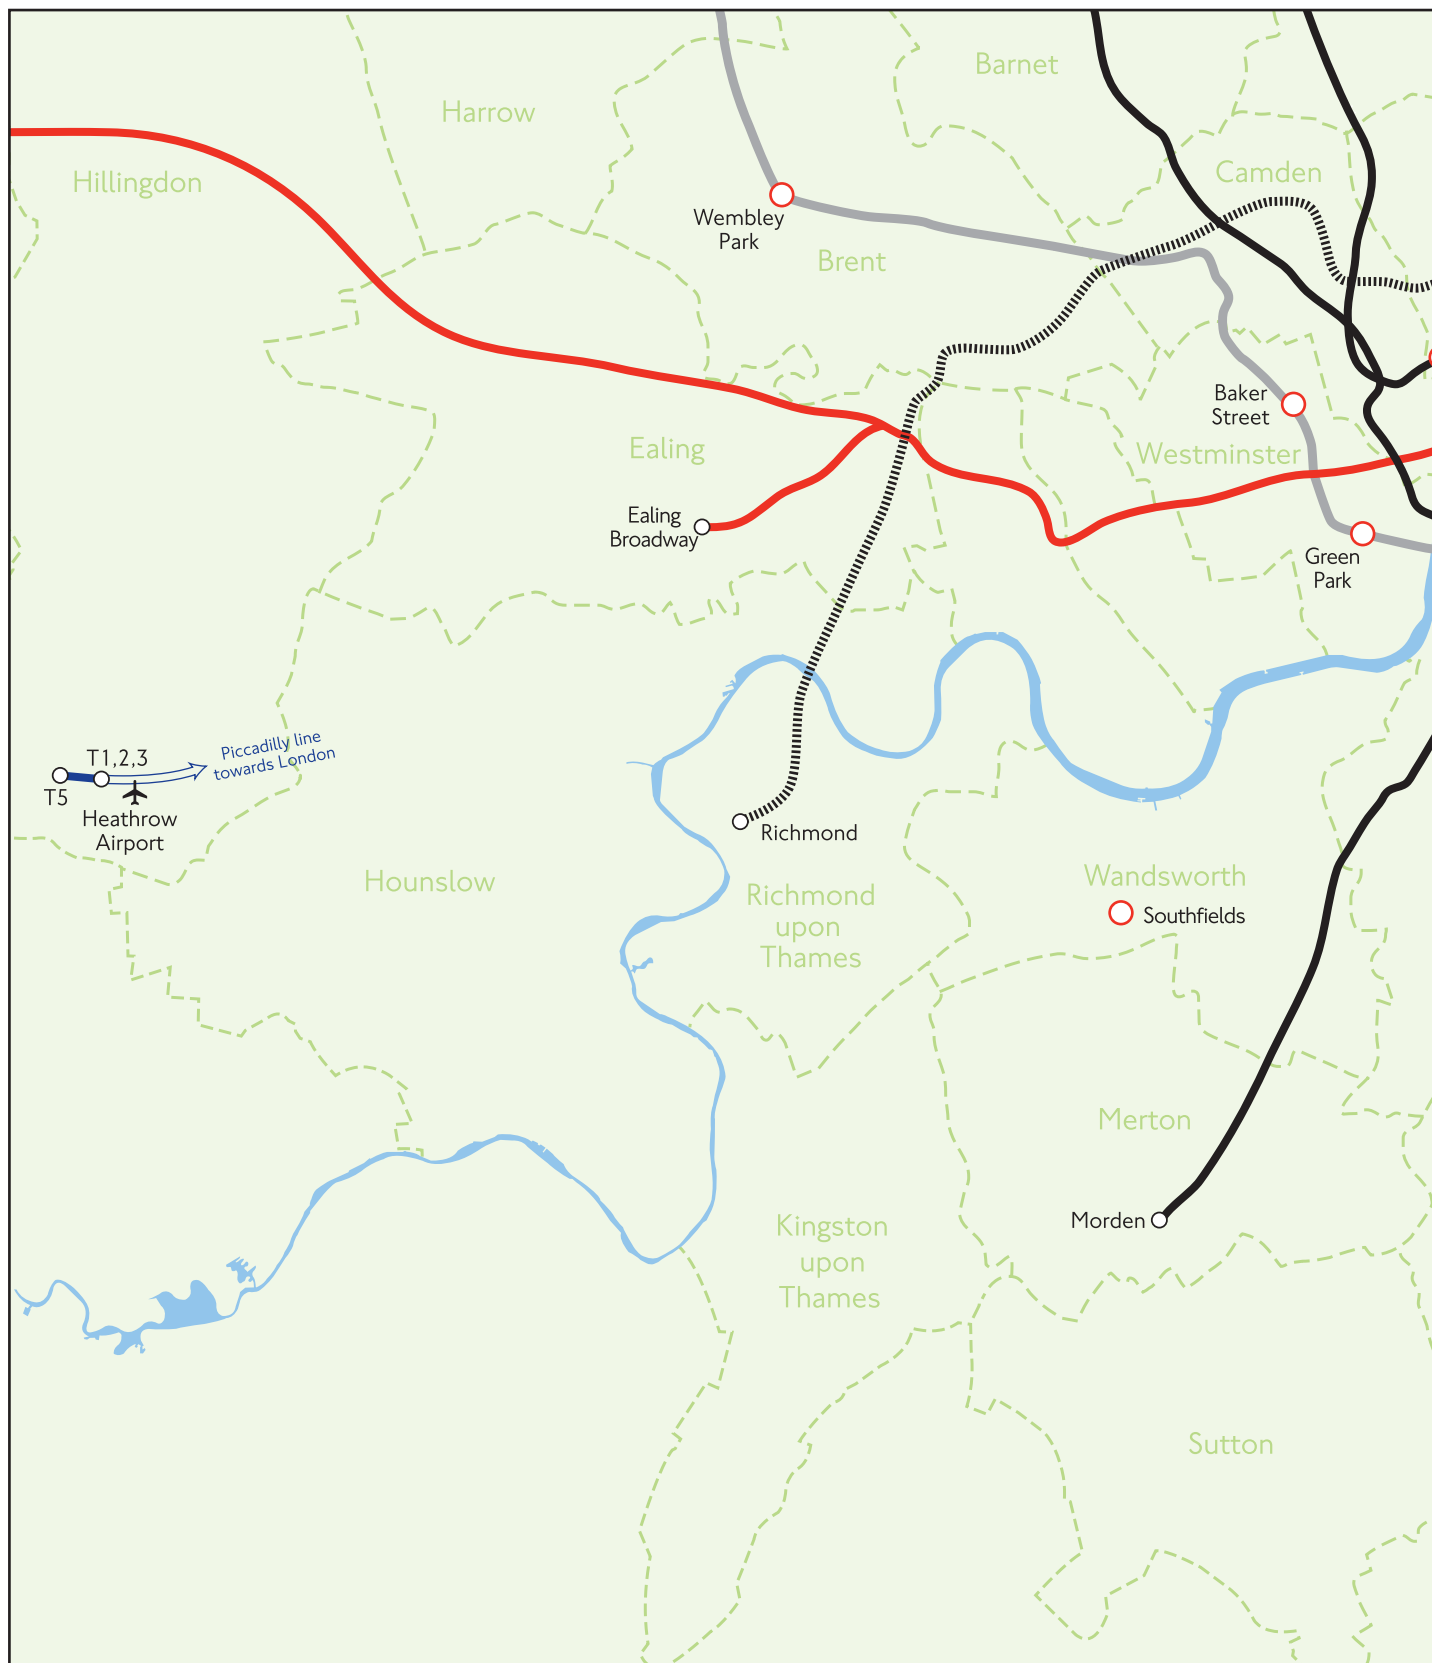 Barnet
Harrow
Camden
Hillingdon
Wembley
Park
Brent
Baker
Street
Ealing
Westminster
Ealing
Broadway
Green
Park
Piccadilly line
towards London
T1,2,3
T5
Heathrow
Airport
Richmond
Hounslow
Wandsworth
Richmond
upon
Thames
Southfields
Merton
Morden
Kingston
upon
Thames
Sutton